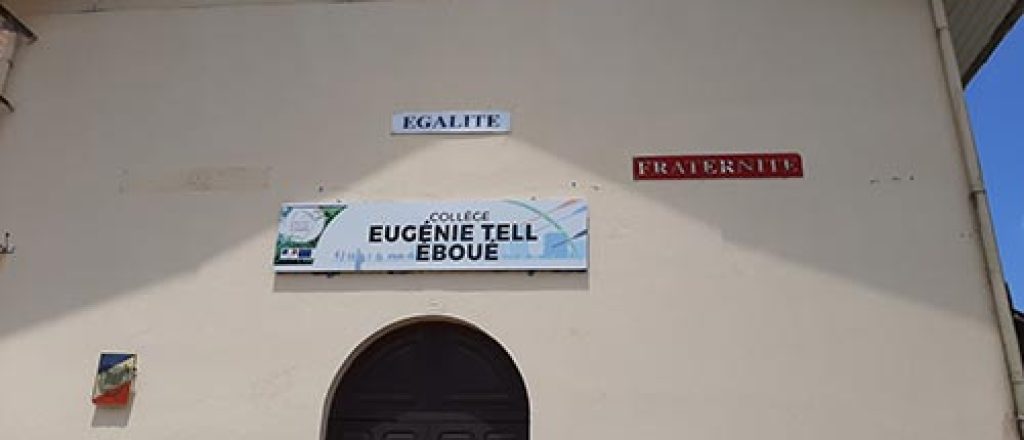 EGALITE
FRATERNITE
COLLÈGE
EUGÉNIE TELL
ÉBOUÉ